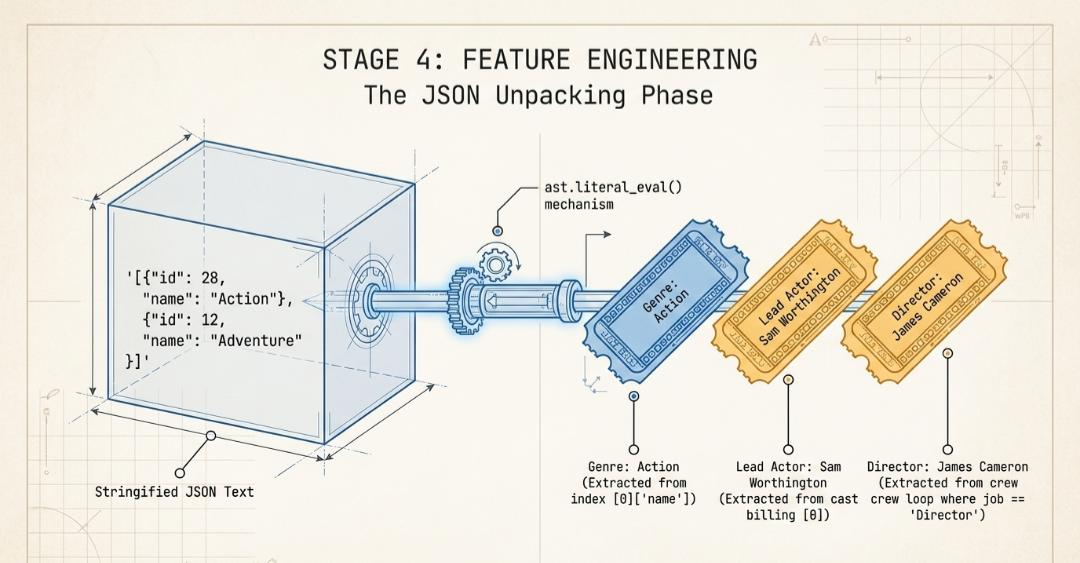 STAGE 4: FEATURE ENGINEERING
The JSON Unpacking Phase
ast.literal_eval()
mechanism
'[{"id": 28,
"name": "Action"},
{"id": 12,
"name": "Adventure"
}]'
Stringified JSON Text
Genre:
Action
Lead Actor:
Sam Worthington
Director:
James Cameron
Genre: Action
(Extracted from
index [0]['name'])
Lead Actor: Sam
Worthington
(Extracted from cast
billing [0])
Director: James Cameron
(Extracted from crew
crew loop where job ==
'Director')
A